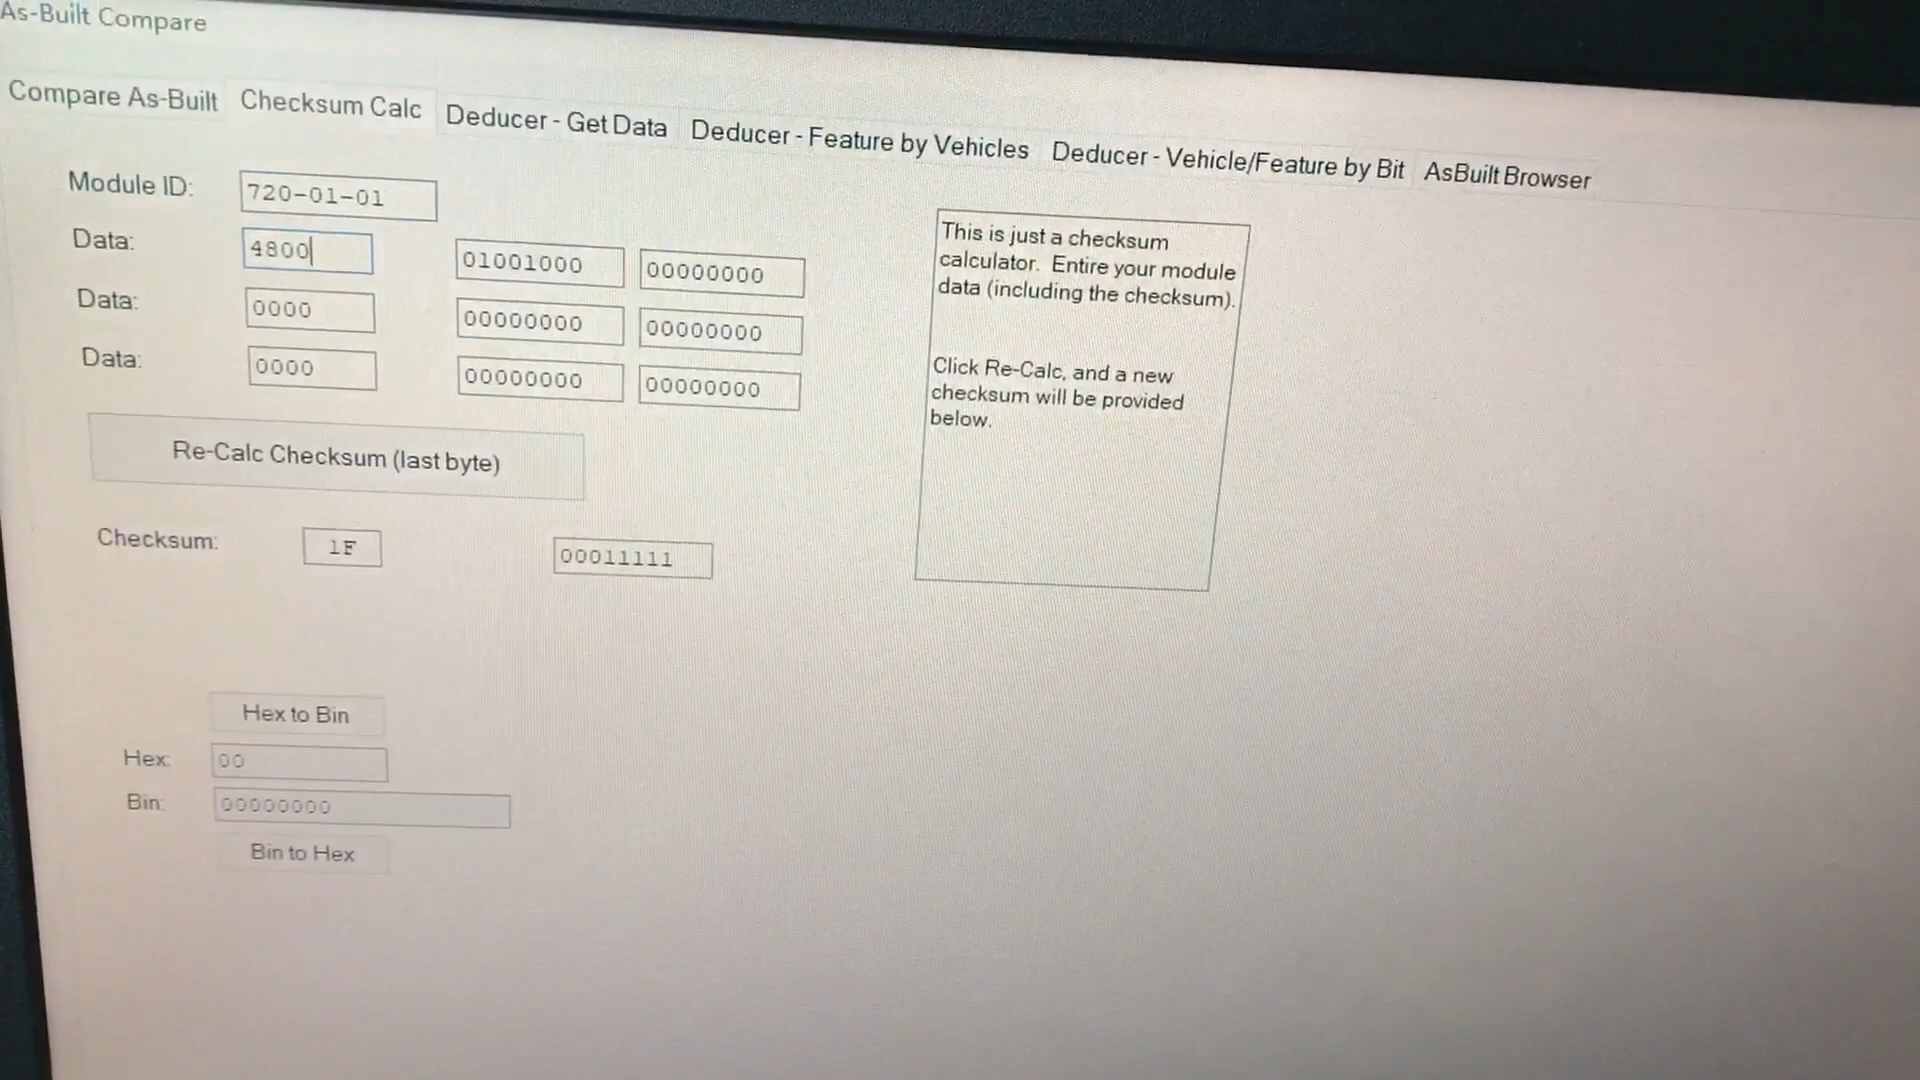 As-Built Compare
Compare As-Built Checksum Calc Deducer - Get Data Deducer - Feature by Vehicles Deducer - Vehicle/Feature by Bit AsBuilt Browser
Module ID: 720-01-01
Data: 4800 01001000 00000000
Data: 0000 00000000 00000000
Data: 0000 00000000 00000000
Re-Calc Checksum (last byte)
Checksum: 1F 00011111
This is just a checksum
calculator. Entire your module
data (including the checksum).
Click Re-Calc, and a new
checksum will be provided
below.
Hex to Bin
Hex: 00
Bin: 00000000
Bin to Hex